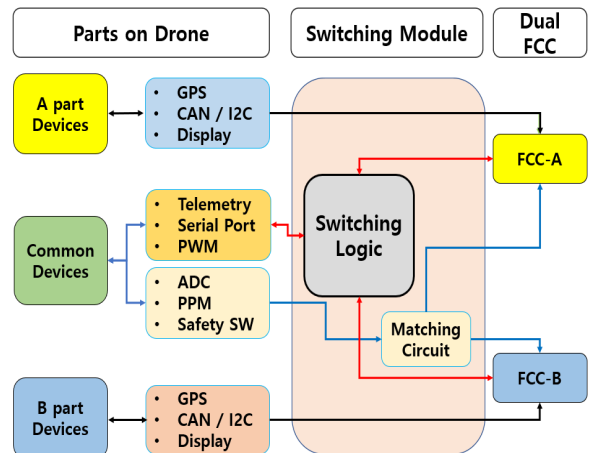 Parts on Drone
Switching Module
Dual
FCC
A part
Devices
• GPS
• CAN / I2C
• Display
FCC-A
Common
Devices
• Telemetry
• Serial Port
• PWM
Switching
Logic
• ADC
• PPM
• Safety SW
Matching
Circuit
FCC-B
B part
Devices
• GPS
• CAN / I2C
• Display